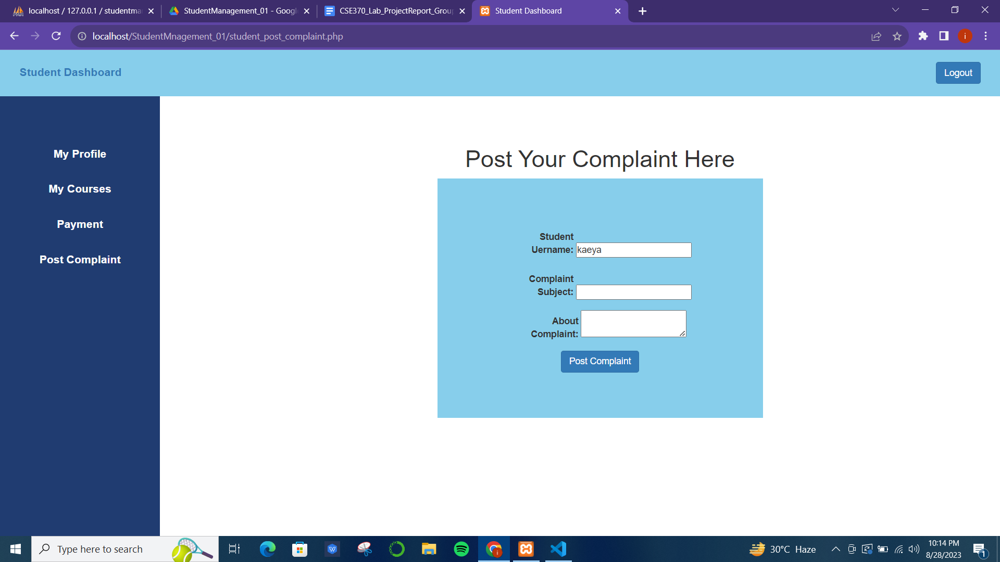 localhost / 127.0.0.1 / studentma
StudentManagement_01 - Googl
CSE370_Lab_ProjectReport_Grou
Student Dashboard
localhost/StudentMnagement_01/student_post_complaint.php
i
Student Dashboard
Logout
My Profile
My Courses
Payment
Post Complaint
Post Your Complaint Here
Student
Uername:
kaeya
Complaint
Subject:
About
Complaint:
Post Complaint
Type here to search
30°C Haze
10:14 PM
8/28/2023
1